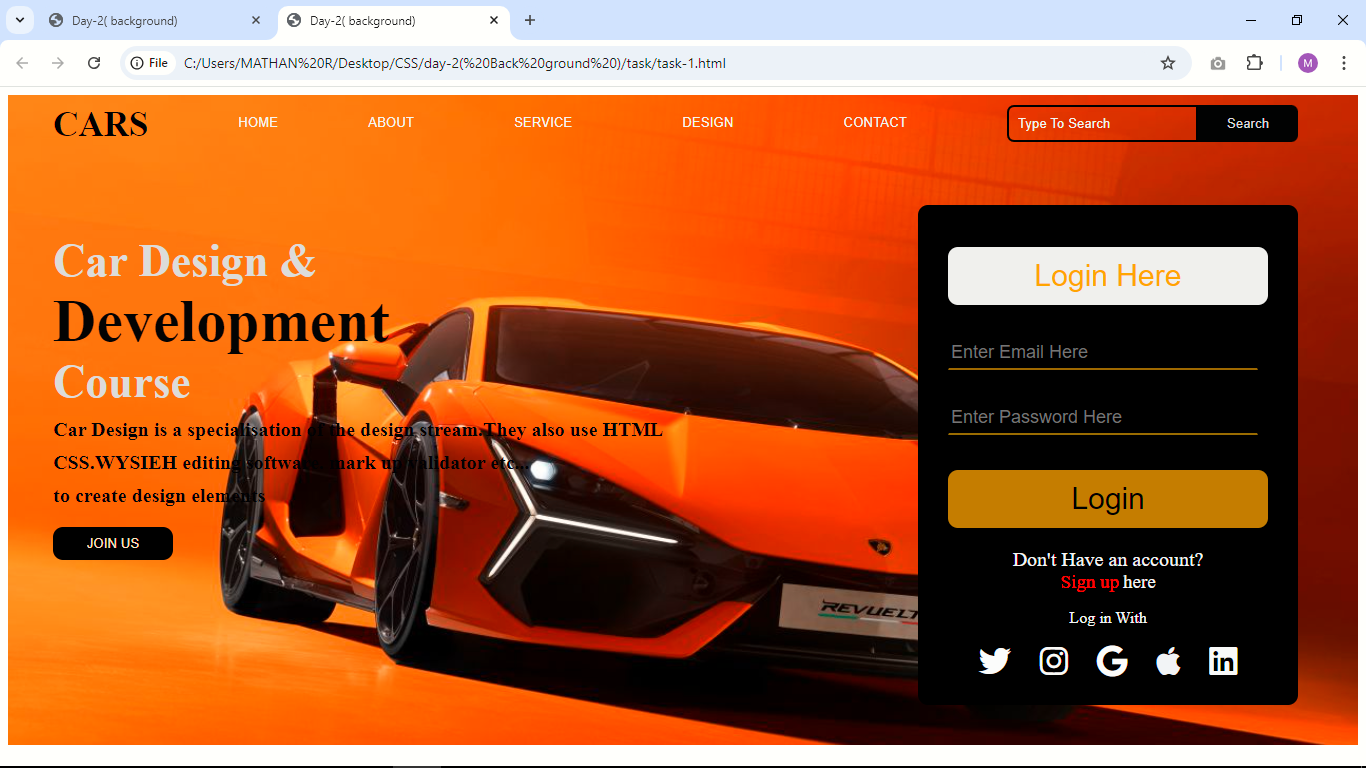 Day-2( background)
Day-2( background)
File C:/Users/MATHAN%20R/Desktop/CSS/day-2(%20Back%20ground%20)/task/task-1.html
M
CARS HOME ABOUT SERVICE DESIGN CONTACT Type To Search Search
Car Design &
Development
Course
Car Design is a specialisation of the design stream.They also use HTML
CSS.WYSIEH editing software, mark up validator etc...
to create design elements
JOIN US
Login Here
Enter Email Here
Enter Password Here
Login
Don't Have an account?
Sign up here
Log in With